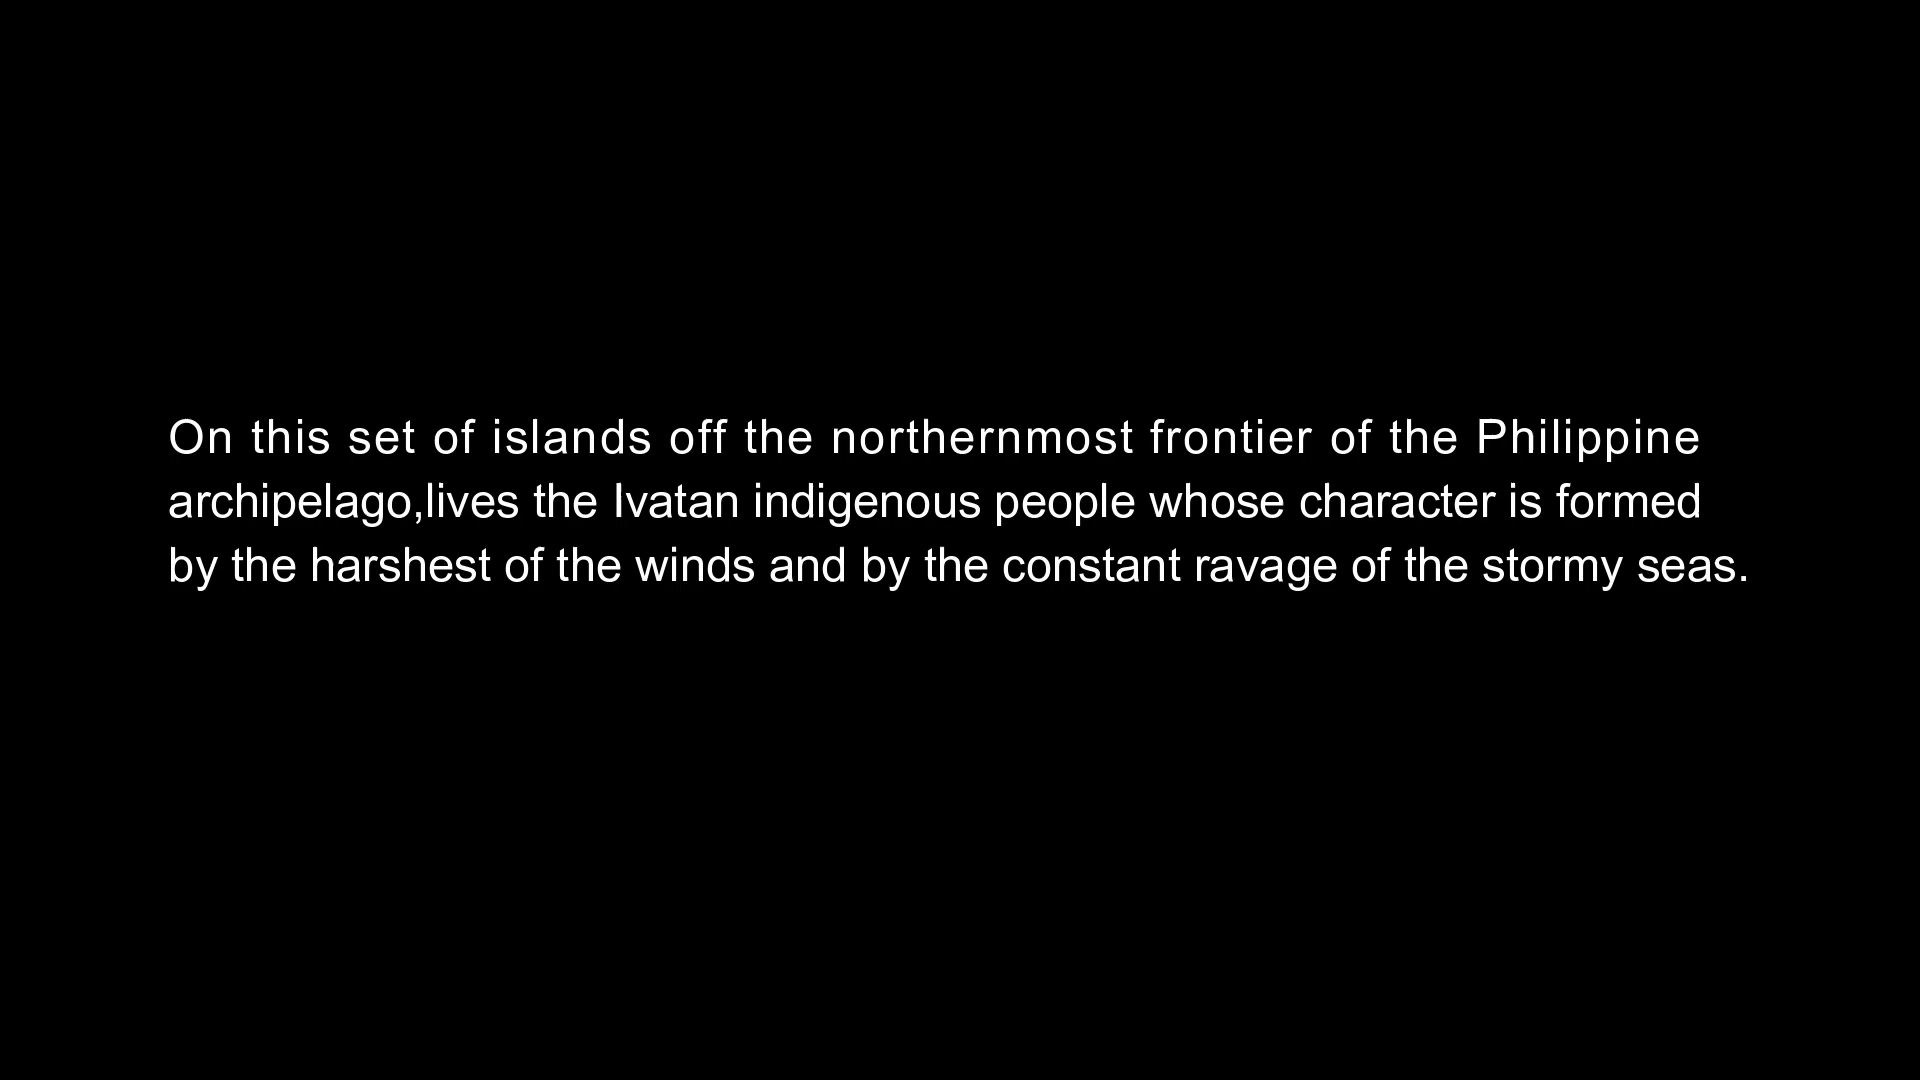 On this set of islands off the northernmost frontier of the Philippine
archipelago,lives the Ivatan indigenous people whose character is formed
by the harshest of the winds and by the constant ravage of the stormy seas.